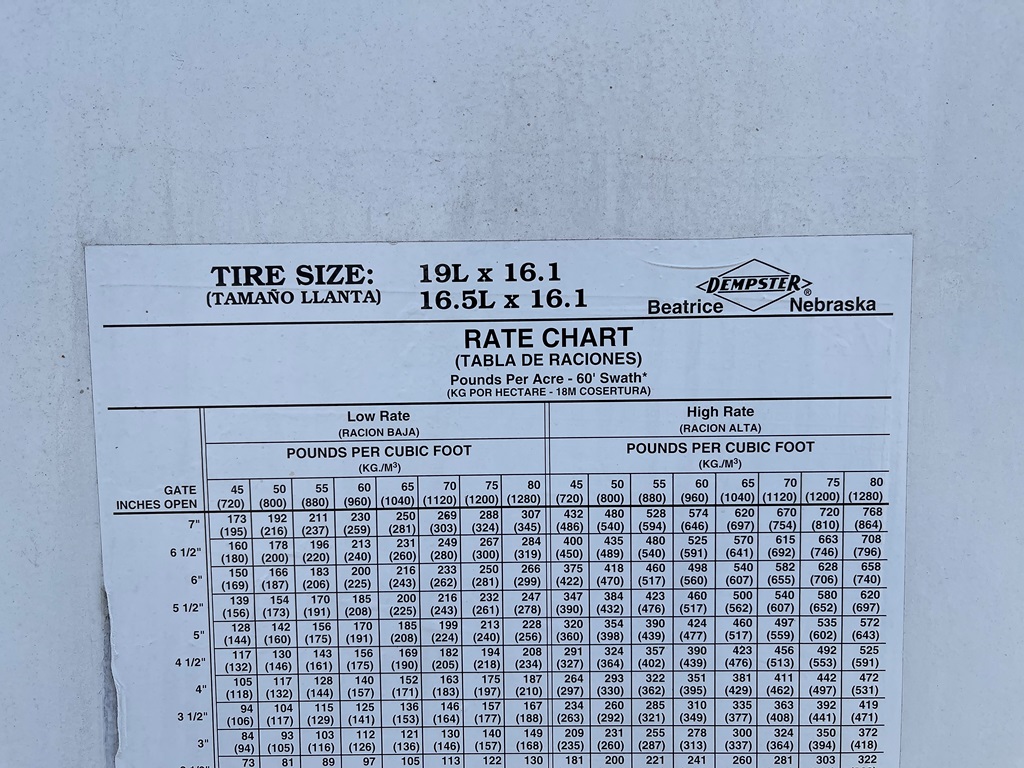 TIRE SIZE: 19L x 16.1
(TAMAÑO LLANTA) 16.5L x 16.1
DEMPSTER®
Beatrice Nebraska
RATE CHART
(TABLA DE RACIONES)
Pounds Per Acre - 60' Swath*
(KG POR HECTARE - 18M COSERTURA)
Low Rate High Rate
(RACION BAJA) (RACION ALTA)
POUNDS PER CUBIC FOOT POUNDS PER CUBIC FOOT
(KG./M³) (KG./M³)
GATE 45 50 55 60 65 70 75 80 45 50 55 60 65 70 75 80
INCHES OPEN (720) (800) (880) (960) (1040) (1120) (1200) (1280) (720) (800) (880) (960) (1040) (1120) (1200) (1280)
7" 173 192 211 230 250 269 288 307 432 480 528 574 620 670 720 768
(195) (216) (237) (259) (281) (303) (324) (345) (486) (540) (594) (646) (697) (754) (810) (864)
6 1/2" 160 178 196 213 231 249 267 284 400 435 480 525 570 615 663 708
(180) (200) (220) (240) (260) (280) (300) (319) (450) (489) (540) (591) (641) (692) (746) (796)
6" 150 166 183 200 216 233 250 266 375 418 460 498 540 582 628 658
(169) (187) (206) (225) (243) (262) (281) (299) (422) (470) (517) (560) (607) (655) (706) (740)
5 1/2" 139 154 170 185 200 216 232 247 347 384 423 460 500 540 580 620
(156) (173) (191) (208) (225) (243) (261) (278) (390) (432) (476) (517) (562) (607) (652) (697)
5" 128 142 156 170 185 199 213 228 320 354 390 424 460 497 535 572
(144) (160) (175) (191) (208) (224) (240) (256) (360) (398) (439) (477) (517) (559) (602) (643)
4 1/2" 117 130 143 156 169 182 194 208 291 324 357 390 423 456 492 525
(132) (146) (161) (175) (190) (205) (218) (234) (327) (364) (402) (439) (476) (513) (553) (591)
4" 105 117 128 140 152 163 175 187 264 293 322 351 381 411 442 472
(118) (132) (144) (157) (171) (183) (197) (210) (297) (330) (362) (395) (429) (462) (497) (531)
3 1/2" 94 104 115 125 136 146 157 167 234 260 285 310 335 363 392 419
(106) (117) (129) (141) (153) (164) (177) (188) (263) (292) (321) (349) (377) (408) (441) (471)
3" 84 93 103 112 121 130 140 149 209 231 255 278 300 324 350 372
(94) (105) (116) (126) (136) (146) (157) (168) (235) (260) (287) (313) (337) (364) (394) (418)
73 81 89 97 105 113 122 130 181 200 221 241 260 281 303 322